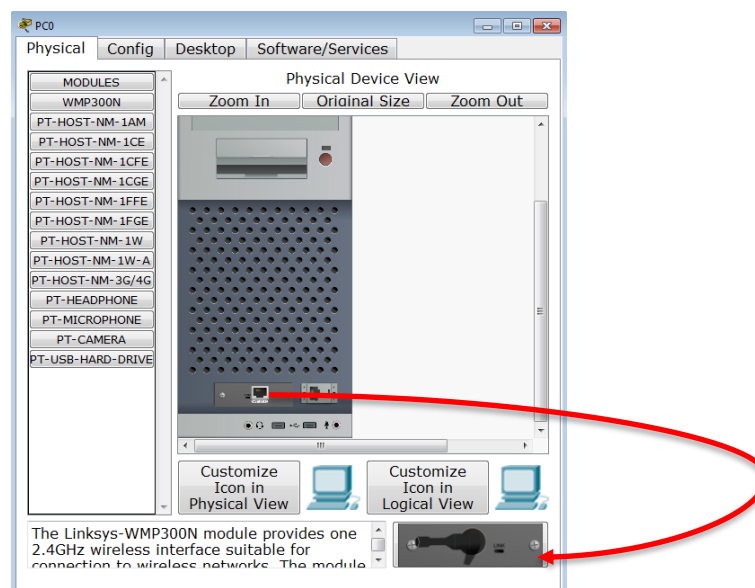 PC0
Physical Config Desktop Software/Services
MODULES
WMP300N
PT-HOST-NM-1AM
PT-HOST-NM-1CE
PT-HOST-NM-1CFE
PT-HOST-NM-1CGE
PT-HOST-NM-1FFE
PT-HOST-NM-1FGE
PT-HOST-NM-1W
PT-HOST-NM-1W-A
PT-HOST-NM-3G/4G
PT-HEADPHONE
PT-MICROPHONE
PT-CAMERA
PT-USB-HARD-DRIVE
Physical Device View
Zoom In Original Size Zoom Out
Customize
Icon in
Physical View
Customize
Icon in
Logical View
The Linksys-WMP300N module provides one
2.4GHz wireless interface suitable for
connection to wireless networks. The module
LINK